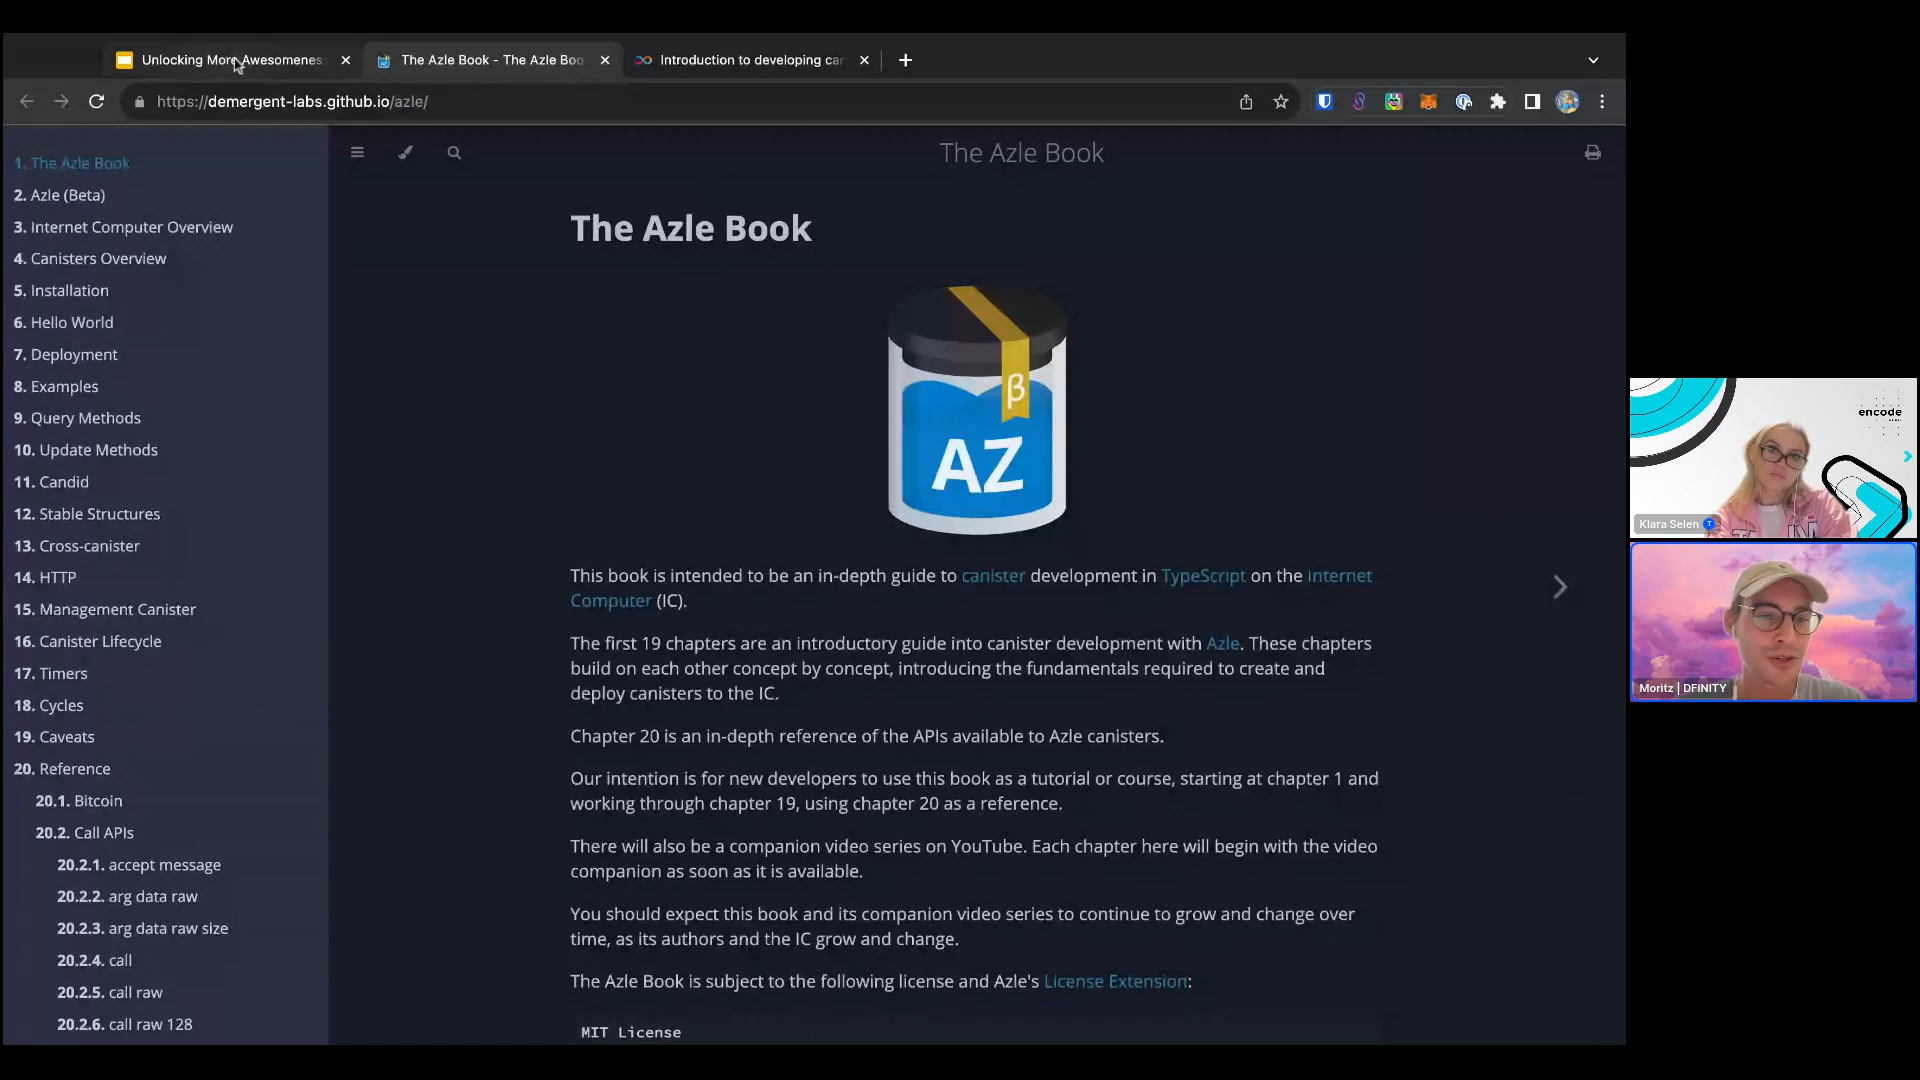 Unlocking More Awesomenes
The Azle Book - The Azle Boo
Introduction to developing car
https://demergent-labs.github.io/azle/
1. The Azle Book
2. Azle (Beta)
3. Internet Computer Overview
4. Canisters Overview
5. Installation
6. Hello World
7. Deployment
8. Examples
9. Query Methods
10. Update Methods
11. Candid
12. Stable Structures
13. Cross-canister
14. HTTP
15. Management Canister
16. Canister Lifecycle
17. Timers
18. Cycles
19. Caveats
20. Reference
20.1. Bitcoin
20.2. Call APIs
20.2.1. accept message
20.2.2. arg data raw
20.2.3. arg data raw size
20.2.4. call
20.2.5. call raw
20.2.6. call raw 128
The Azle Book
The Azle Book
β
AZ
This book is intended to be an in-depth guide to canister development in TypeScript on the Internet
Computer (IC).
The first 19 chapters are an introductory guide into canister development with Azle. These chapters
build on each other concept by concept, introducing the fundamentals required to create and
deploy canisters to the IC.
Chapter 20 is an in-depth reference of the APIs available to Azle canisters.
Our intention is for new developers to use this book as a tutorial or course, starting at chapter 1 and
working through chapter 19, using chapter 20 as a reference.
There will also be a companion video series on YouTube. Each chapter here will begin with the video
companion as soon as it is available.
You should expect this book and its companion video series to continue to grow and change over
time, as its authors and the IC grow and change.
The Azle Book is subject to the following license and Azle's License Extension:
MIT License
encode
Klara Selen
Moritz | DFINITY